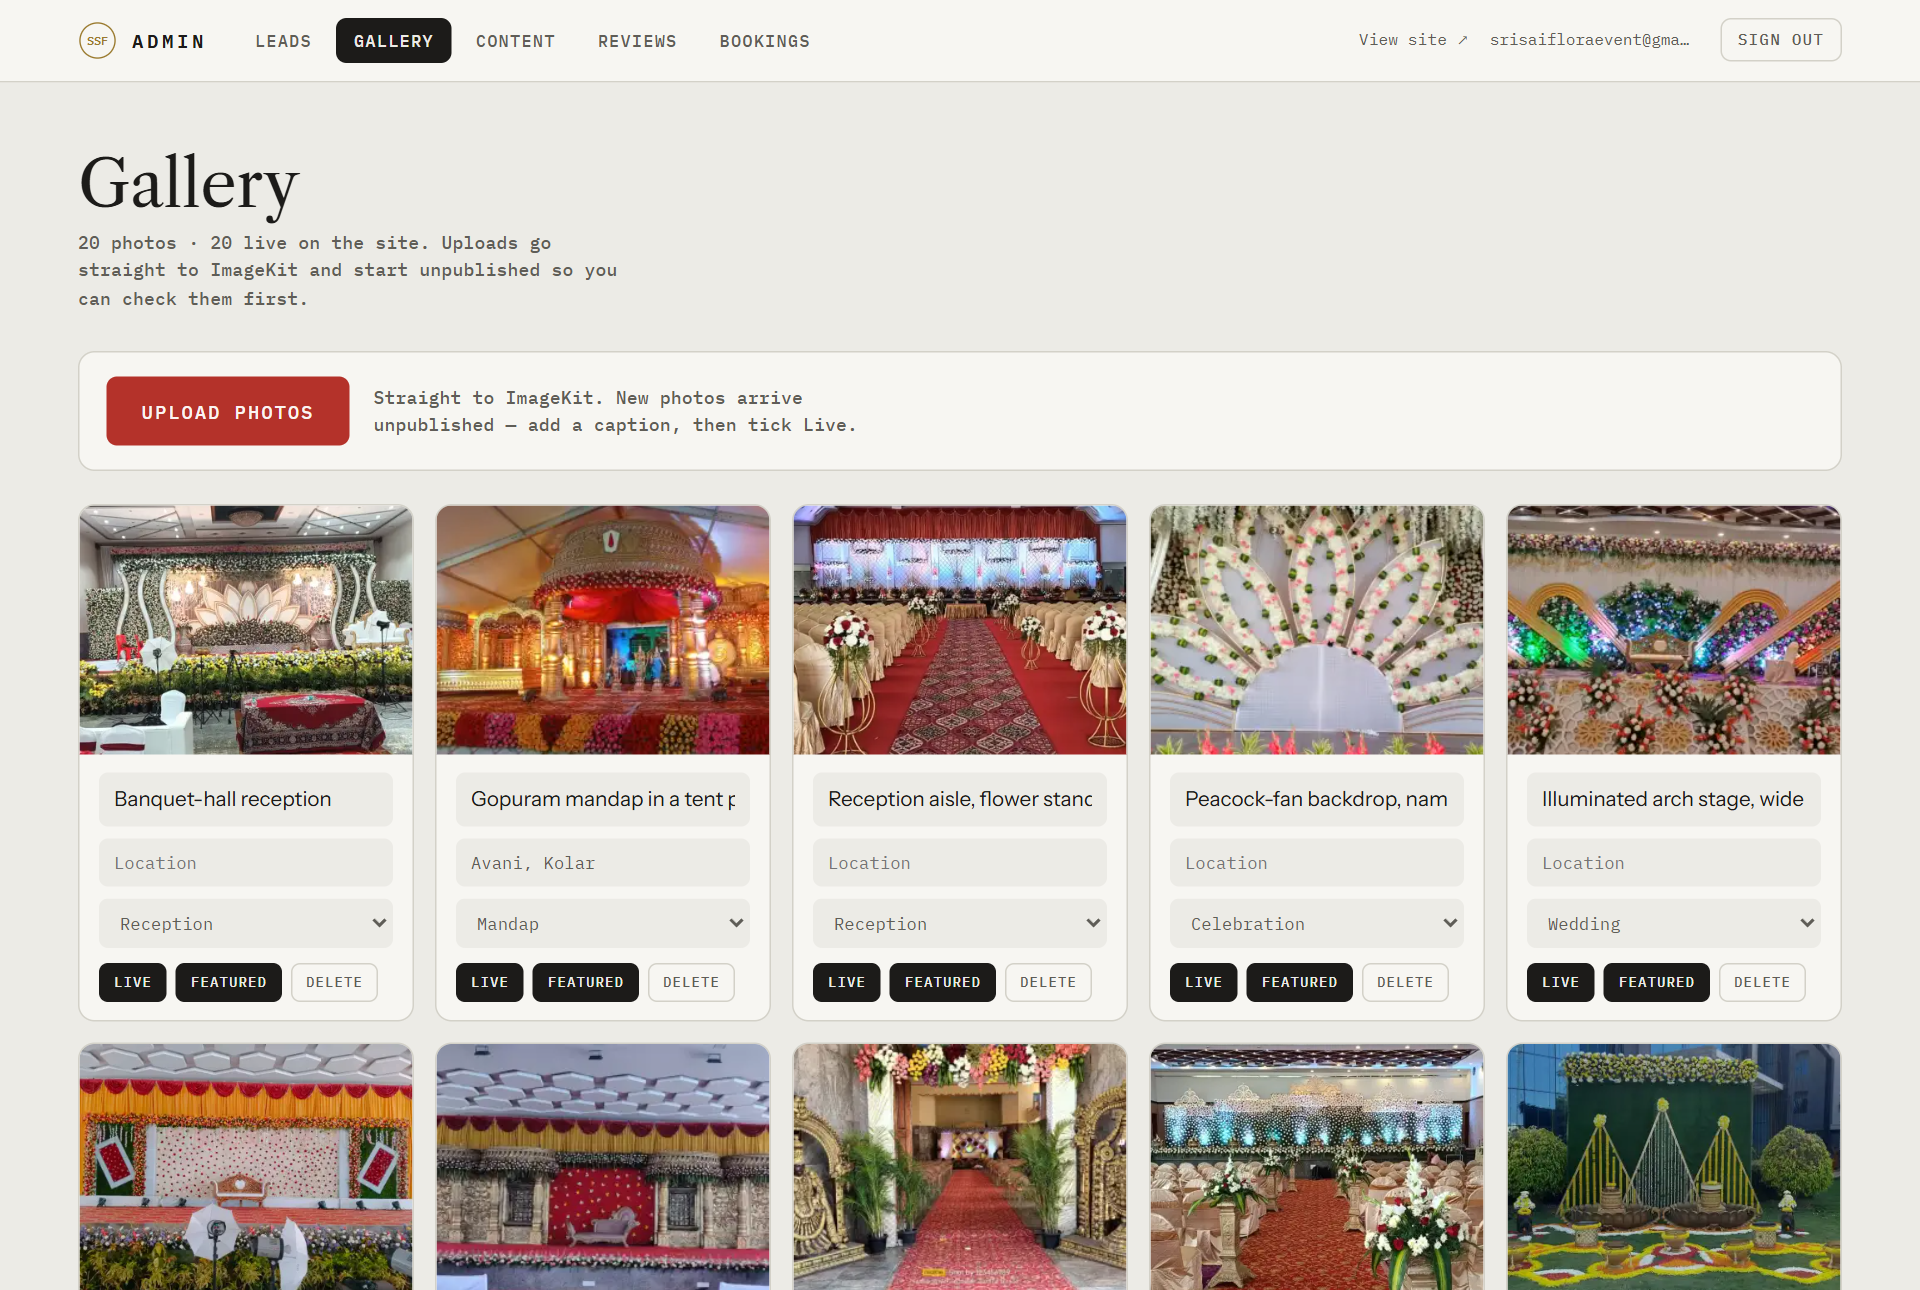 SSF ADMIN LEADS GALLERY CONTENT REVIEWS BOOKINGS View site ↗ srisaifloraevent@gma… SIGN OUT
Gallery
20 photos · 20 live on the site. Uploads go
straight to ImageKit and start unpublished so you
can check them first.
UPLOAD PHOTOS
Straight to ImageKit. New photos arrive
unpublished — add a caption, then tick Live.
Banquet-hall reception
Location
Reception
LIVE FEATURED DELETE
Gopuram mandap in a tent p
Avani, Kolar
Mandap
LIVE FEATURED DELETE
Reception aisle, flower stanc
Location
Reception
LIVE FEATURED DELETE
Peacock-fan backdrop, nam
Location
Celebration
LIVE FEATURED DELETE
Illuminated arch stage, wide
Location
Wedding
LIVE FEATURED DELETE